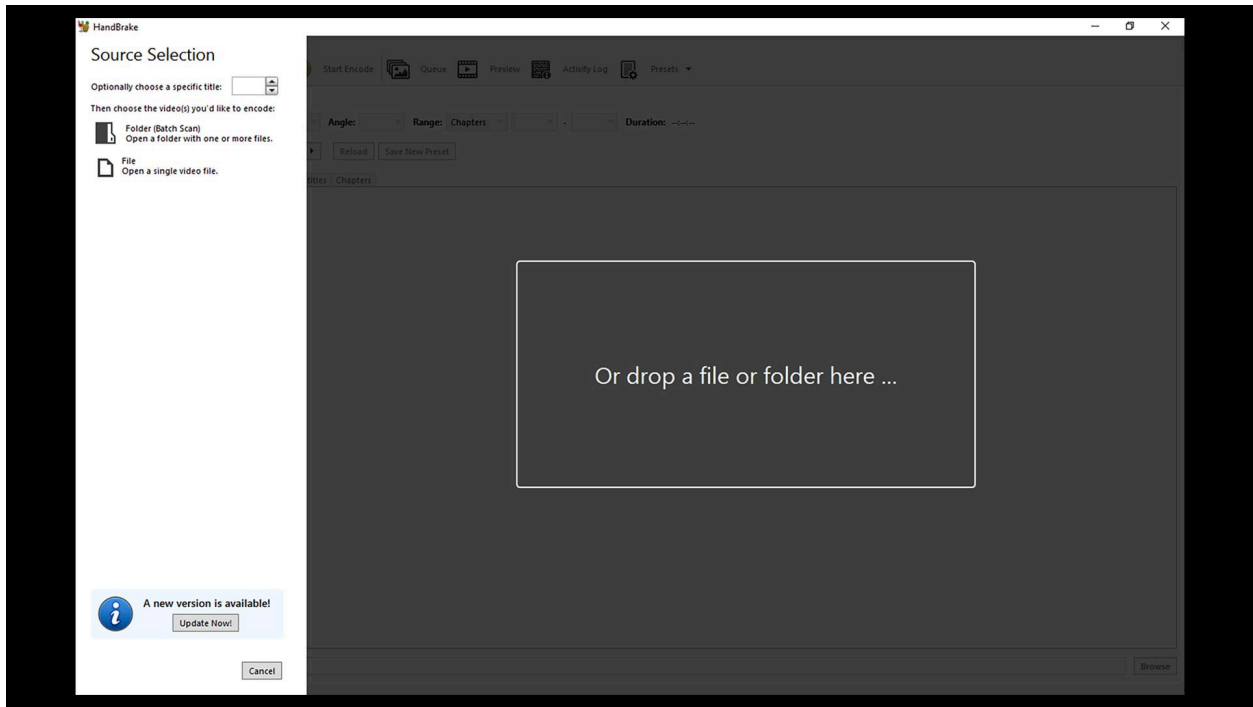 HandBrake
Source Selection
Optionally choose a specific title:
Then choose the video(s) you'd like to encode:
Folder (Batch Scan)
Open a folder with one or more files.
File
Open a single video file.
Start Encode Queue Preview Activity Log Presets
Angle: Range: Chapters - Duration: --:--:--
Reload Save New Preset
titles Chapters
Or drop a file or folder here ...
A new version is available!
Update Now!
Cancel
Browse